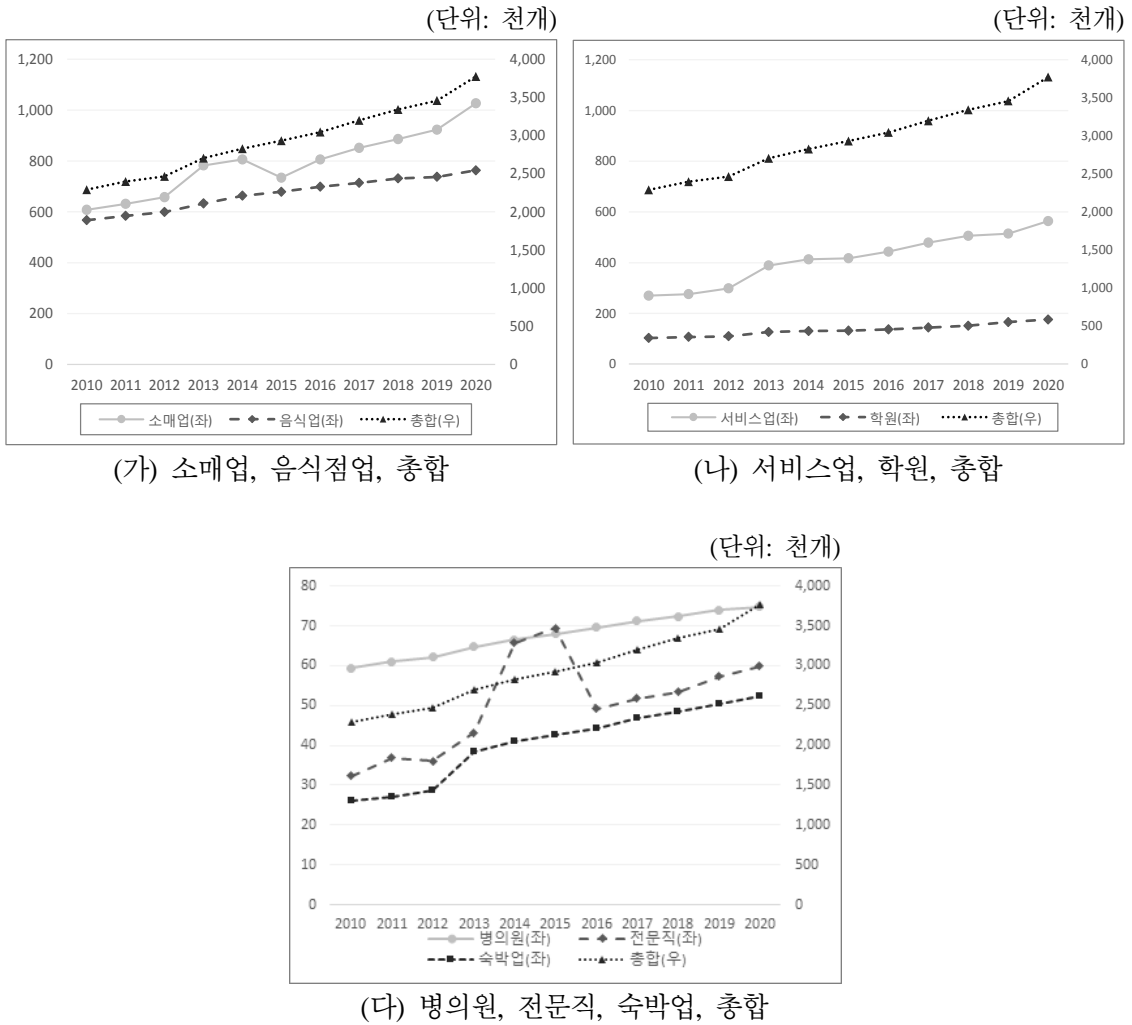 (단위: 천개)
(단위: 천개)
1,200 4,000
1,000 3,500
800 3,000
600 2,500
400 2,000
200 1,500
0 1,000
500
0
2010 2011 2012 2013 2014 2015 2016 2017 2018 2019 2020
소매업(좌) 음식업(좌) 총합(우)
(가) 소매업, 음식점업, 총합
1,200 4,000
1,000 3,500
800 3,000
600 2,500
400 2,000
200 1,500
0 1,000
500
0
2010 2011 2012 2013 2014 2015 2016 2017 2018 2019 2020
서비스업(좌) 학원(좌) 총합(우)
(나) 서비스업, 학원, 총합
(단위: 천개)
80 4,000
70 3,500
60 3,000
50 2,500
40 2,000
30 1,500
20 1,000
10 500
0 0
2010 2011 2012 2013 2014 2015 2016 2017 2018 2019 2020
병의원(좌) 전문직(좌)
숙박업(좌) 총합(우)
(다) 병의원, 전문직, 숙박업, 총합